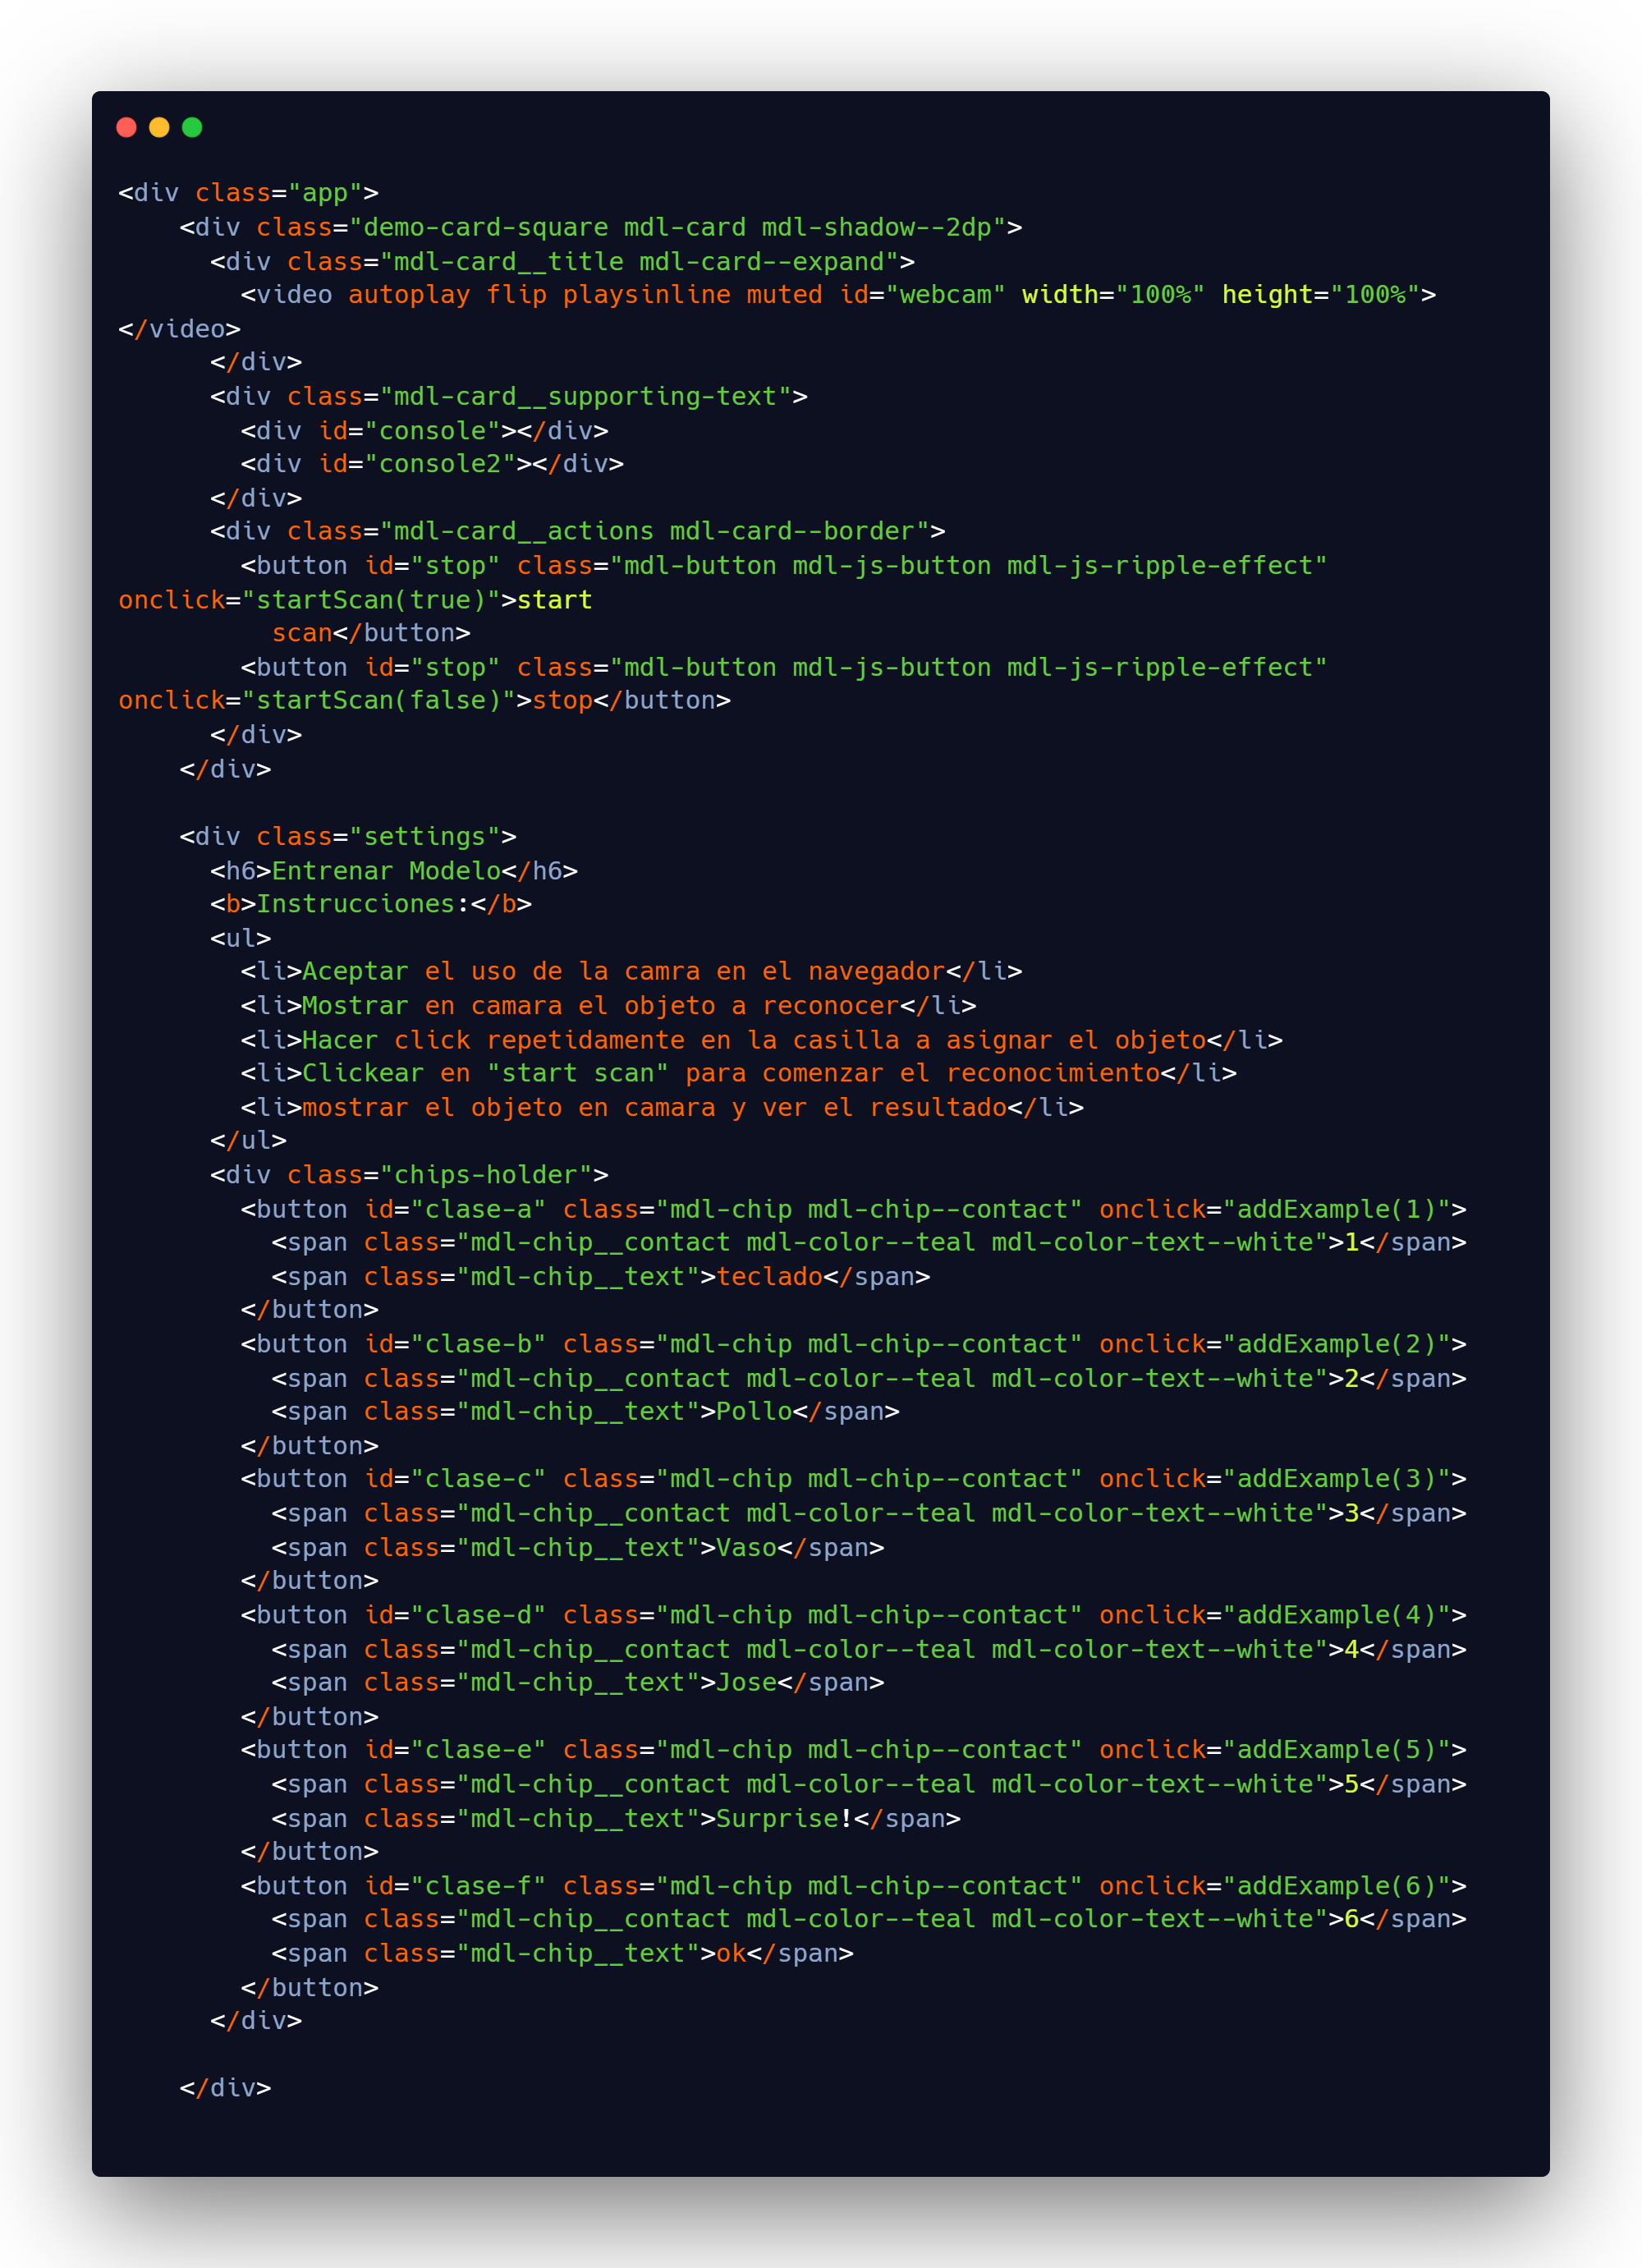 <div class="app">
    <div class="demo-card-square mdl-card mdl-shadow--2dp">
      <div class="mdl-card__title mdl-card--expand">
        <video autoplay flip playsinline muted id="webcam" width="100%" height="100%">
</video>
      </div>
      <div class="mdl-card__supporting-text">
        <div id="console"></div>
        <div id="console2"></div>
      </div>
      <div class="mdl-card__actions mdl-card--border">
        <button id="stop" class="mdl-button mdl-js-button mdl-js-ripple-effect"
onclick="startScan(true)">start
          scan</button>
        <button id="stop" class="mdl-button mdl-js-button mdl-js-ripple-effect"
onclick="startScan(false)">stop</button>
      </div>
    </div>

    <div class="settings">
      <h6>Entrenar Modelo</h6>
      <b>Instrucciones:</b>
      <ul>
        <li>Aceptar el uso de la camra en el navegador</li>
        <li>Mostrar en camara el objeto a reconocer</li>
        <li>Hacer click repetidamente en la casilla a asignar el objeto</li>
        <li>Clickear en "start scan" para comenzar el reconocimiento</li>
        <li>mostrar el objeto en camara y ver el resultado</li>
      </ul>
      <div class="chips-holder">
        <button id="clase-a" class="mdl-chip mdl-chip--contact" onclick="addExample(1)">
          <span class="mdl-chip__contact mdl-color--teal mdl-color-text--white">1</span>
          <span class="mdl-chip__text">teclado</span>
        </button>
        <button id="clase-b" class="mdl-chip mdl-chip--contact" onclick="addExample(2)">
          <span class="mdl-chip__contact mdl-color--teal mdl-color-text--white">2</span>
          <span class="mdl-chip__text">Pollo</span>
        </button>
        <button id="clase-c" class="mdl-chip mdl-chip--contact" onclick="addExample(3)">
          <span class="mdl-chip__contact mdl-color--teal mdl-color-text--white">3</span>
          <span class="mdl-chip__text">Vaso</span>
        </button>
        <button id="clase-d" class="mdl-chip mdl-chip--contact" onclick="addExample(4)">
          <span class="mdl-chip__contact mdl-color--teal mdl-color-text--white">4</span>
          <span class="mdl-chip__text">Jose</span>
        </button>
        <button id="clase-e" class="mdl-chip mdl-chip--contact" onclick="addExample(5)">
          <span class="mdl-chip__contact mdl-color--teal mdl-color-text--white">5</span>
          <span class="mdl-chip__text">Surprise!</span>
        </button>
        <button id="clase-f" class="mdl-chip mdl-chip--contact" onclick="addExample(6)">
          <span class="mdl-chip__contact mdl-color--teal mdl-color-text--white">6</span>
          <span class="mdl-chip__text">ok</span>
        </button>
      </div>

    </div>